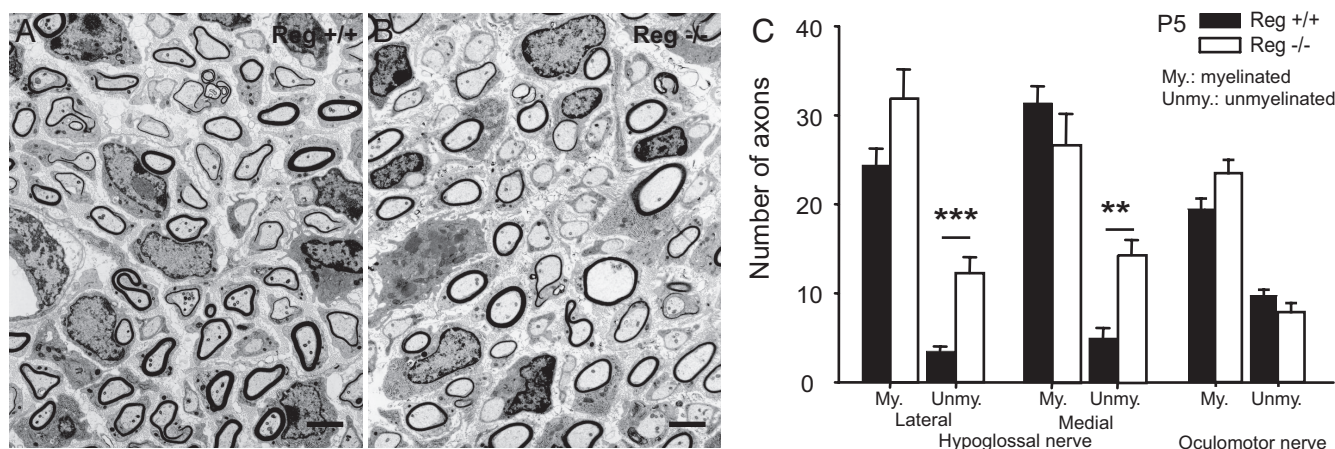 A Reg +/+
B Reg -/-
C
P5 Reg +/+
Reg -/-
My.: myelinated
Unmy.: unmyelinated
Number of axons
40
30
20
10
0
***
**
My. Unmy. My. Unmy. My. Unmy.
Lateral Medial
Hypoglossal nerve Oculomotor nerve